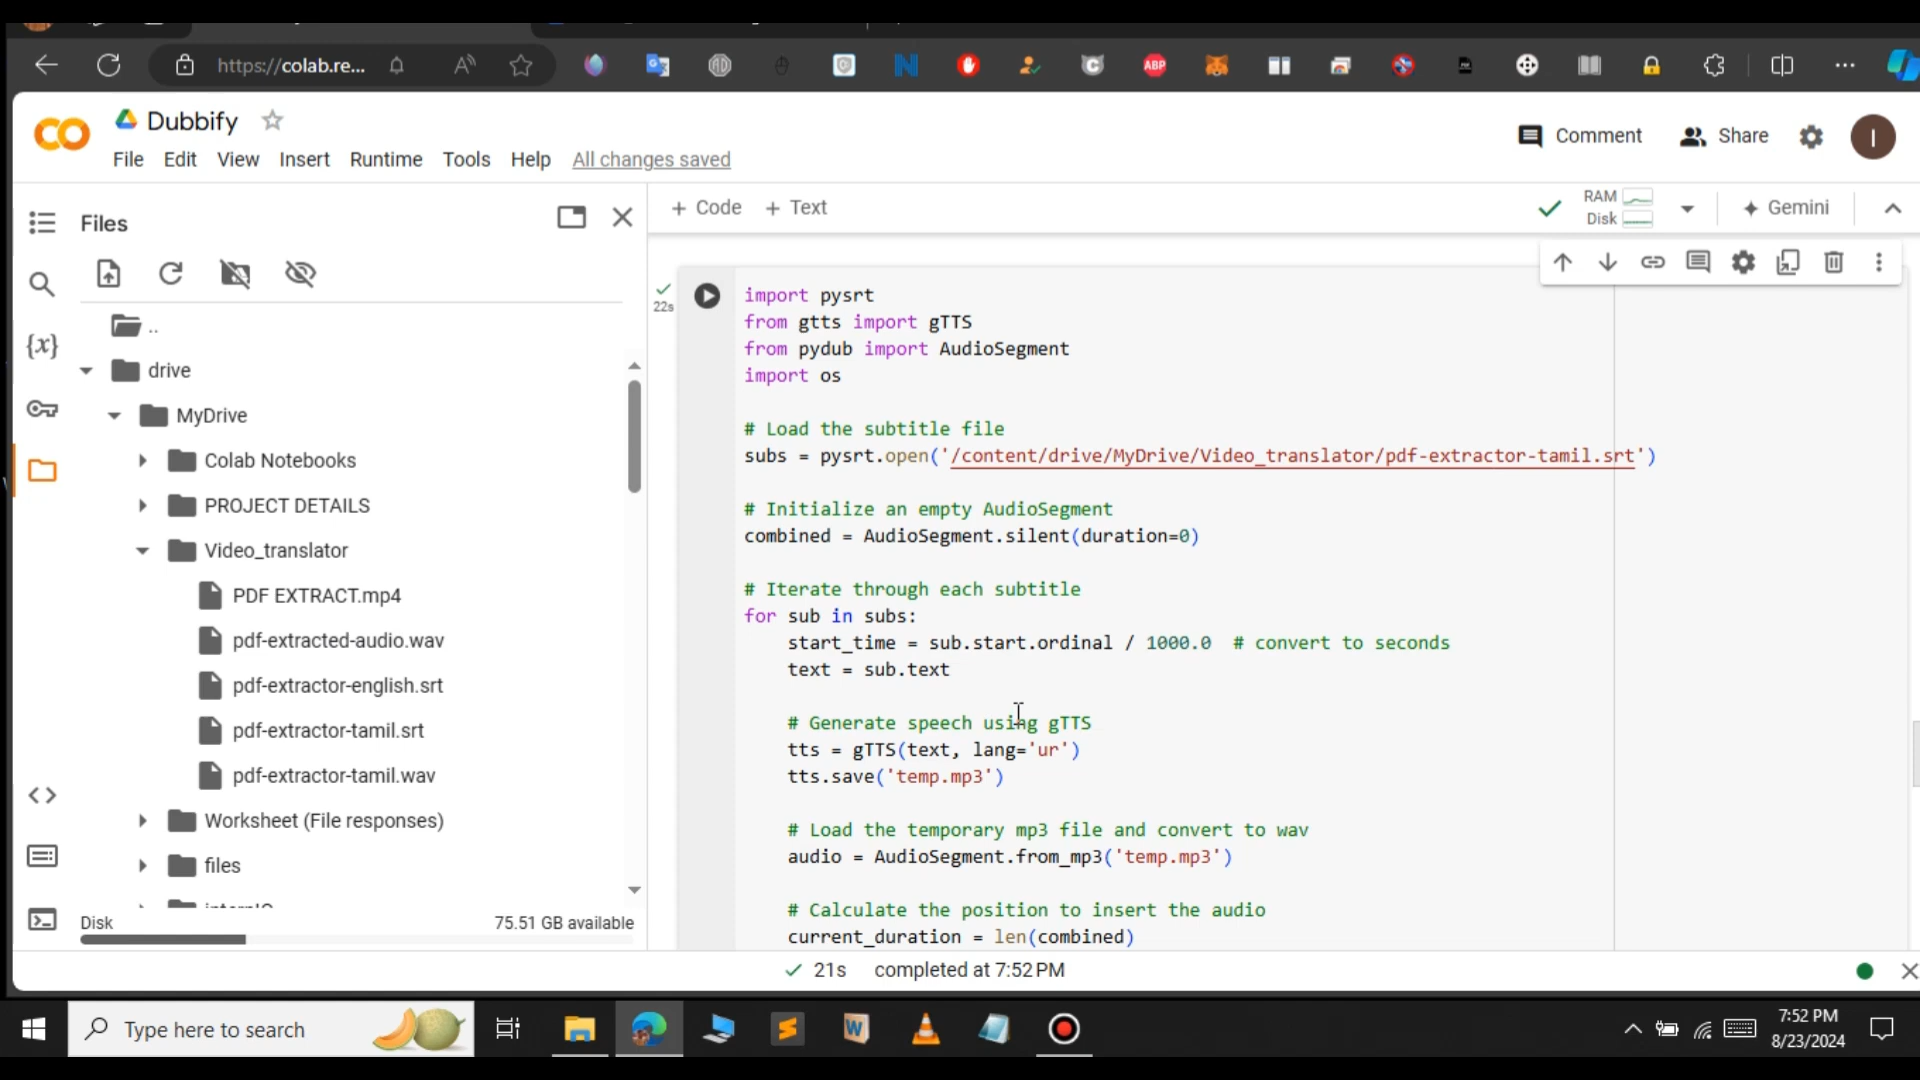 https://colab.re...
Dubbify
File Edit View Insert Runtime Tools Help All changes saved
Comment
Share
I
Files
+ Code + Text
RAM
Disk
Gemini
..
drive
MyDrive
Colab Notebooks
PROJECT DETAILS
Video_translator
PDF EXTRACT.mp4
pdf-extracted-audio.wav
pdf-extractor-english.srt
pdf-extractor-tamil.srt
pdf-extractor-tamil.wav
Worksheet (File responses)
files
Disk 75.51 GB available
22s
import pysrt
from gtts import gTTS
from pydub import AudioSegment
import os
# Load the subtitle file
subs = pysrt.open('/content/drive/MyDrive/Video_translator/pdf-extractor-tamil.srt')
# Initialize an empty AudioSegment
combined = AudioSegment.silent(duration=0)
# Iterate through each subtitle
for sub in subs:
start_time = sub.start.ordinal / 1000.0 # convert to seconds
text = sub.text
# Generate speech using gTTS
tts = gTTS(text, lang='ur')
tts.save('temp.mp3')
# Load the temporary mp3 file and convert to wav
audio = AudioSegment.from_mp3('temp.mp3')
# Calculate the position to insert the audio
current_duration = len(combined)
21s completed at 7:52 PM
Type here to search
7:52 PM
8/23/2024